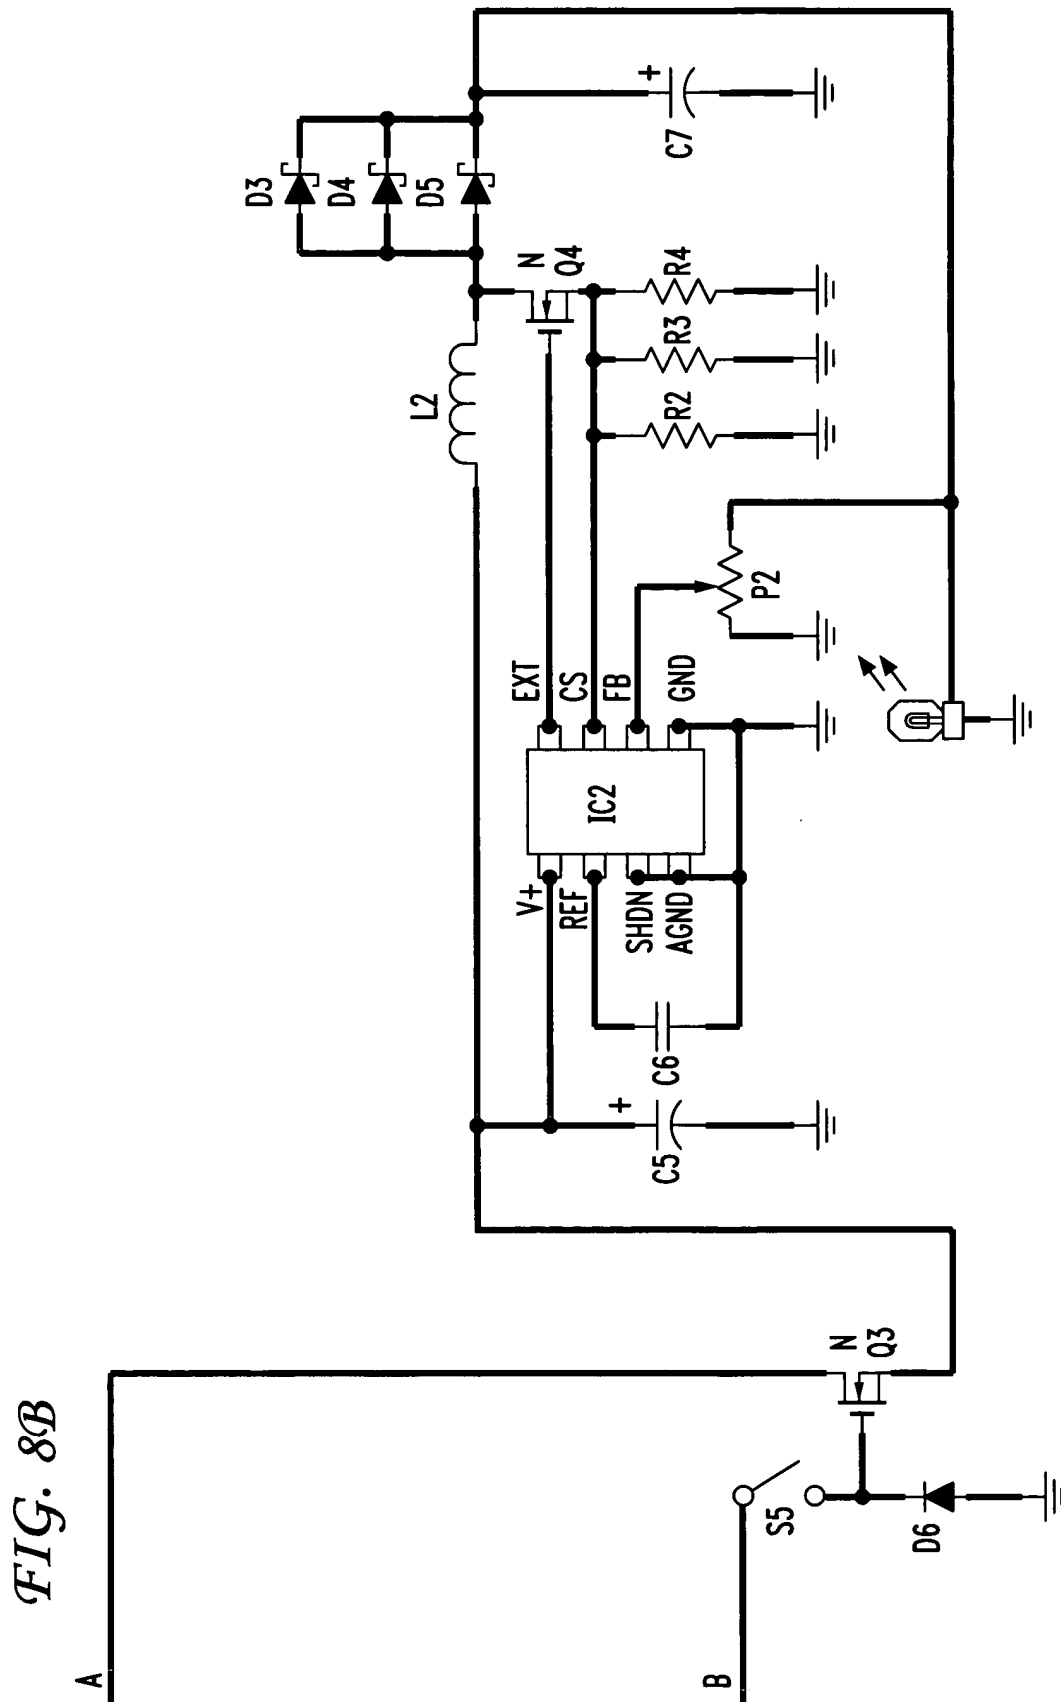 FIG. 8B
A
B
S5
D6
N
Q3
C5
+
C6
V+
REF
SHDN
AGND
IC2
EXT
CS
FB
GND
P2
L2
R2
R3
R4
N
Q4
D3
D4
D5
+
C7